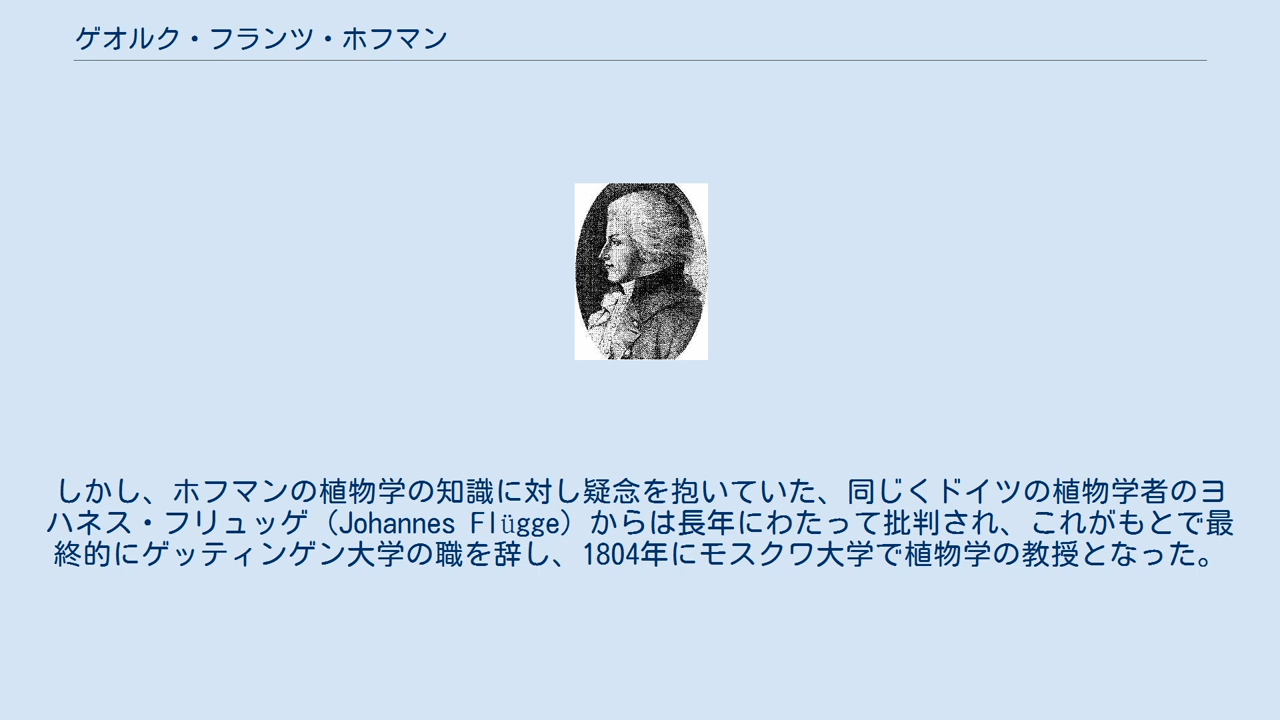 ゲオルク・フランツ・ホフマン
しかし、ホフマンの植物学の知識に対し疑念を抱いていた、同じくドイツの植物学者のヨ
ハネス・フリュッゲ（Johannes Flügge）からは長年にわたって批判され、これがもとで最
終的にゲッティンゲン大学の職を辞し、1804年にモスクワ大学で植物学の教授となった。